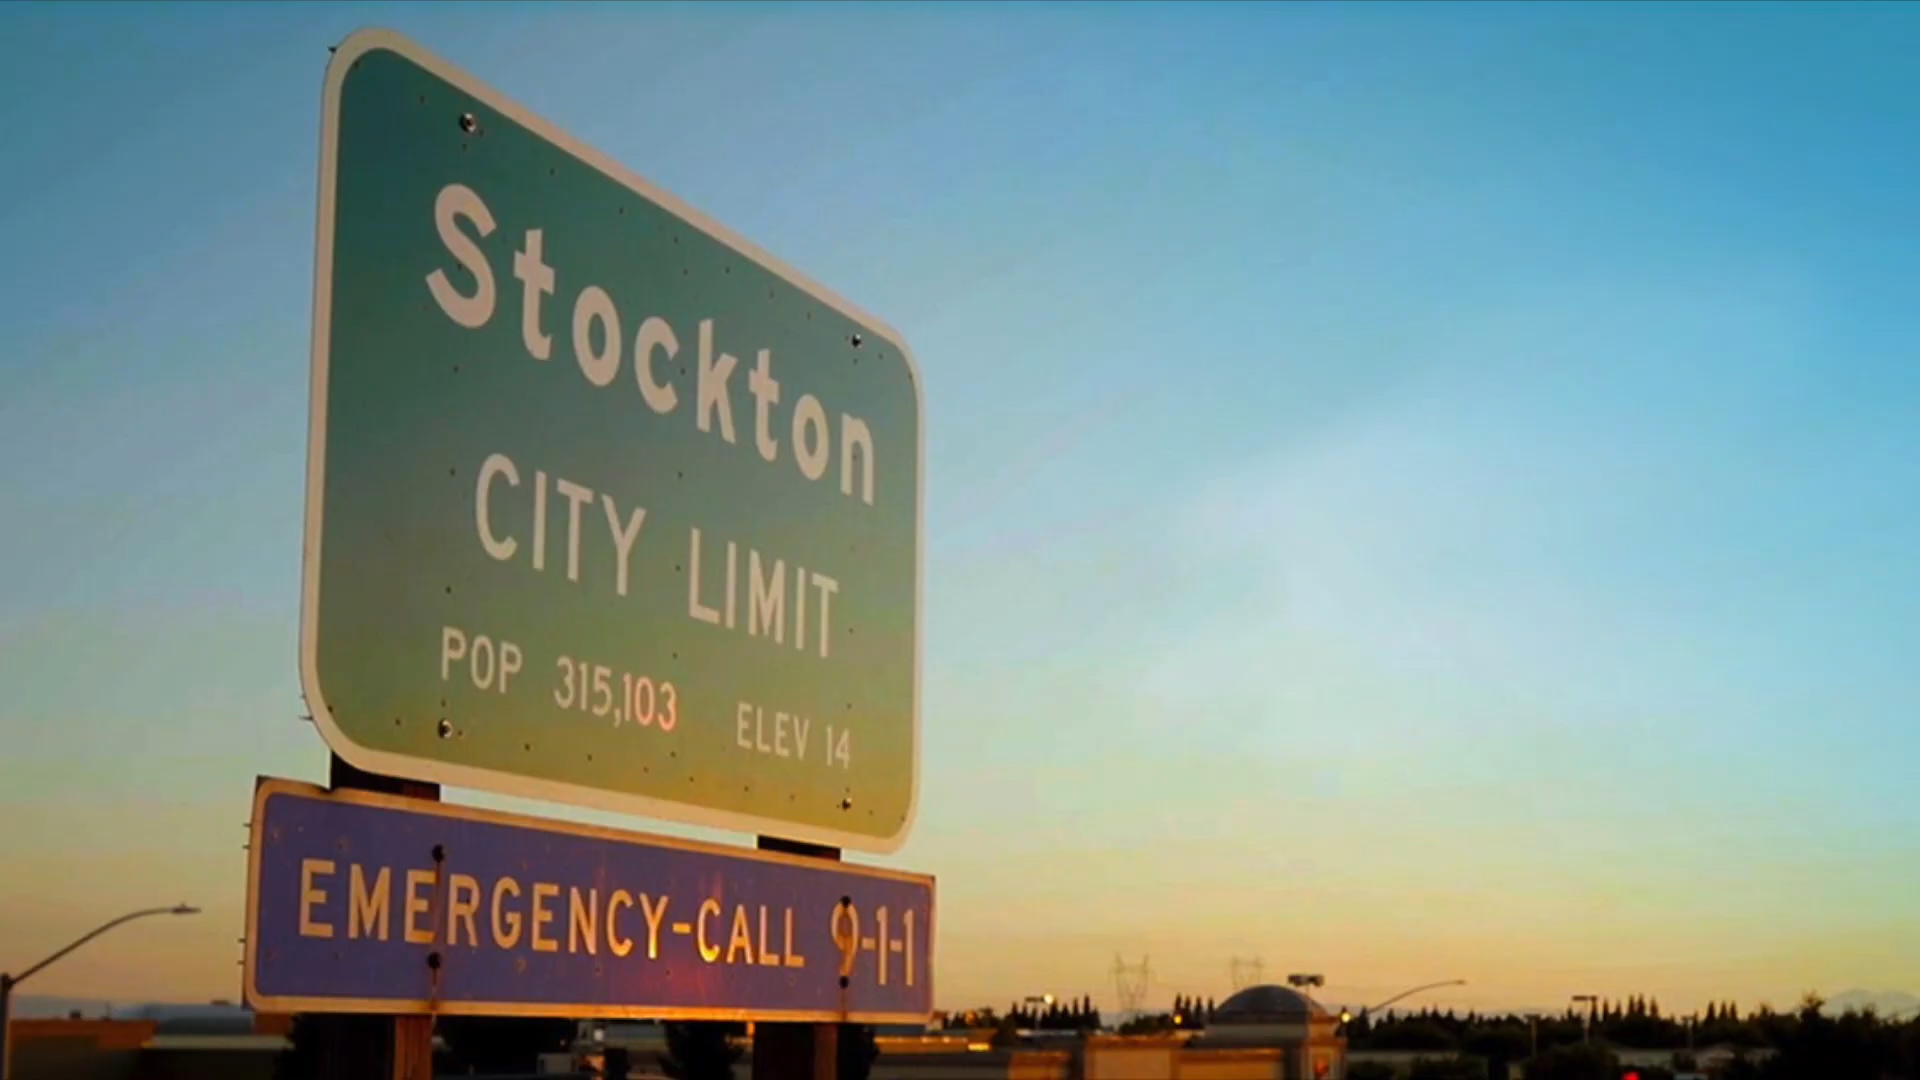 Stockton
CITY LIMIT
POP 315,103 ELEV 14
EMERGENCY-CALL 9-1-1